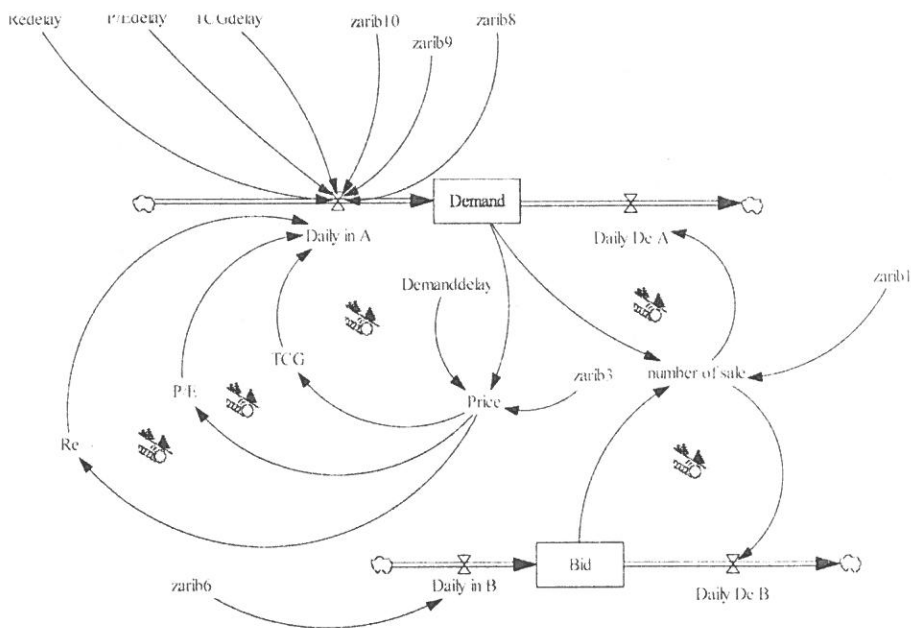 Redelay
P/Edelay
TCGdelay
zarib10
zarib8
zarib9
Demand
Daily in A
Daily De A
Demanddelay
zarib1
TCG
number of sale
zarib3
P/E
Price
Re
Bid
Daily in B
zarib6
Daily De B